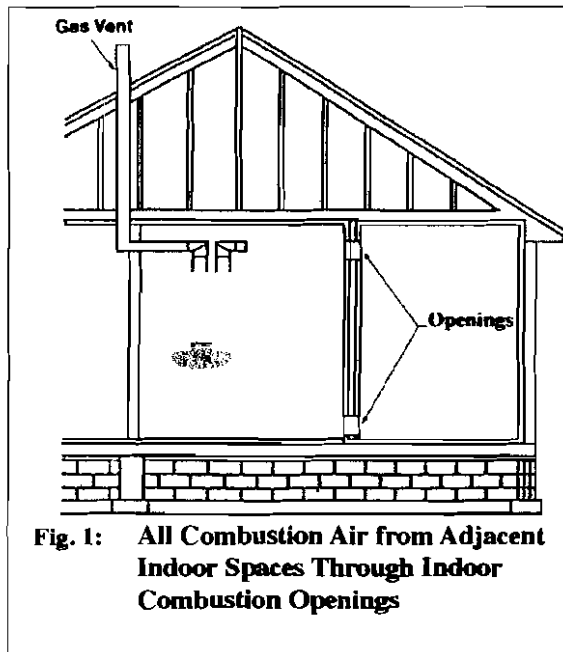 Gas Vent
Openings
Fig. 1: All Combustion Air from Adjacent
Indoor Spaces Through Indoor
Combustion Openings